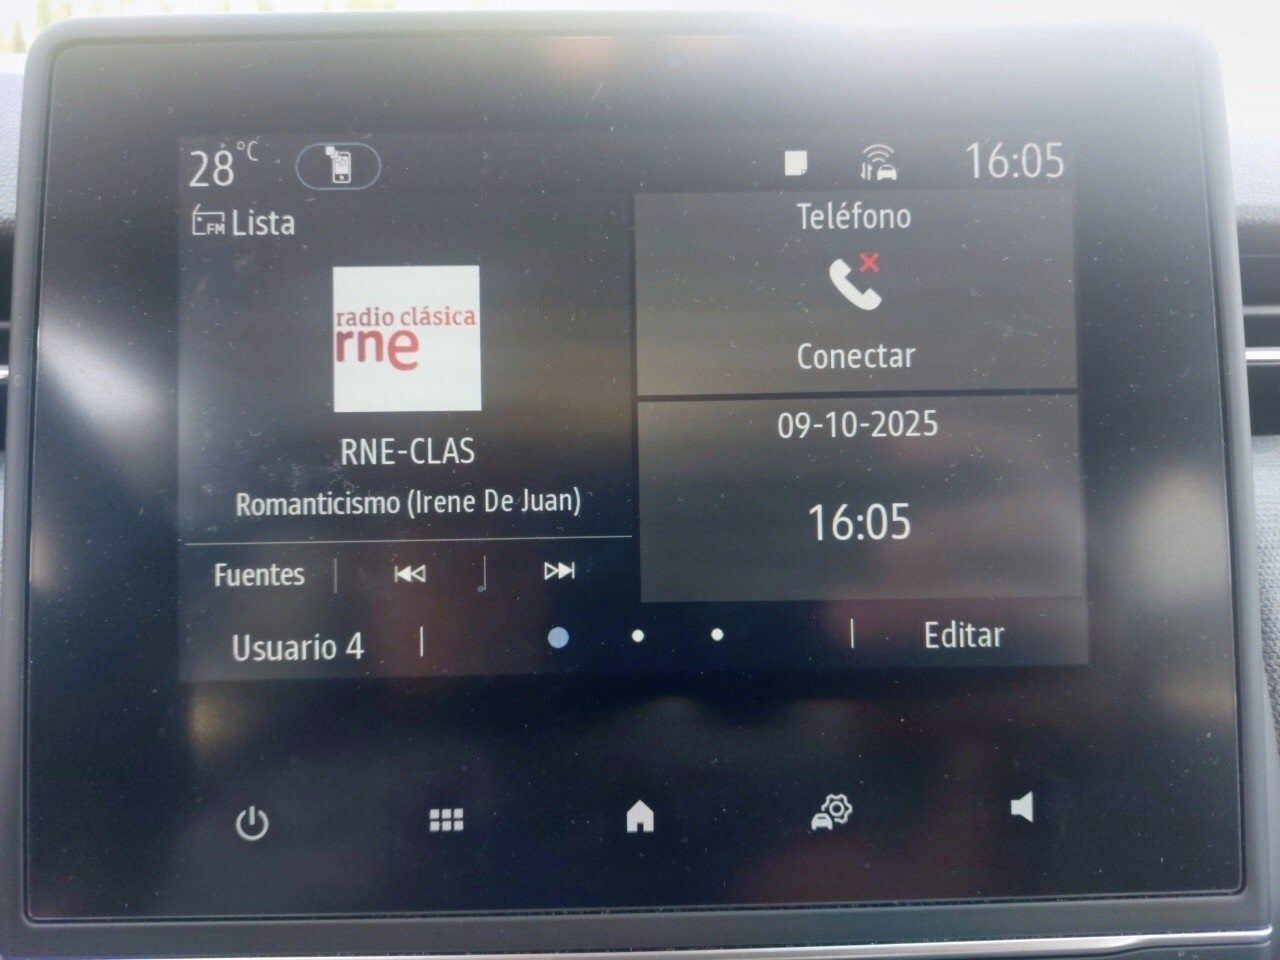 28°C
16:05
FM Lista
radio clásica
rne
RNE-CLAS
Romanticismo (Irene De Juan)
Fuentes
Usuario 4
Teléfono
Conectar
09-10-2025
16:05
Editar